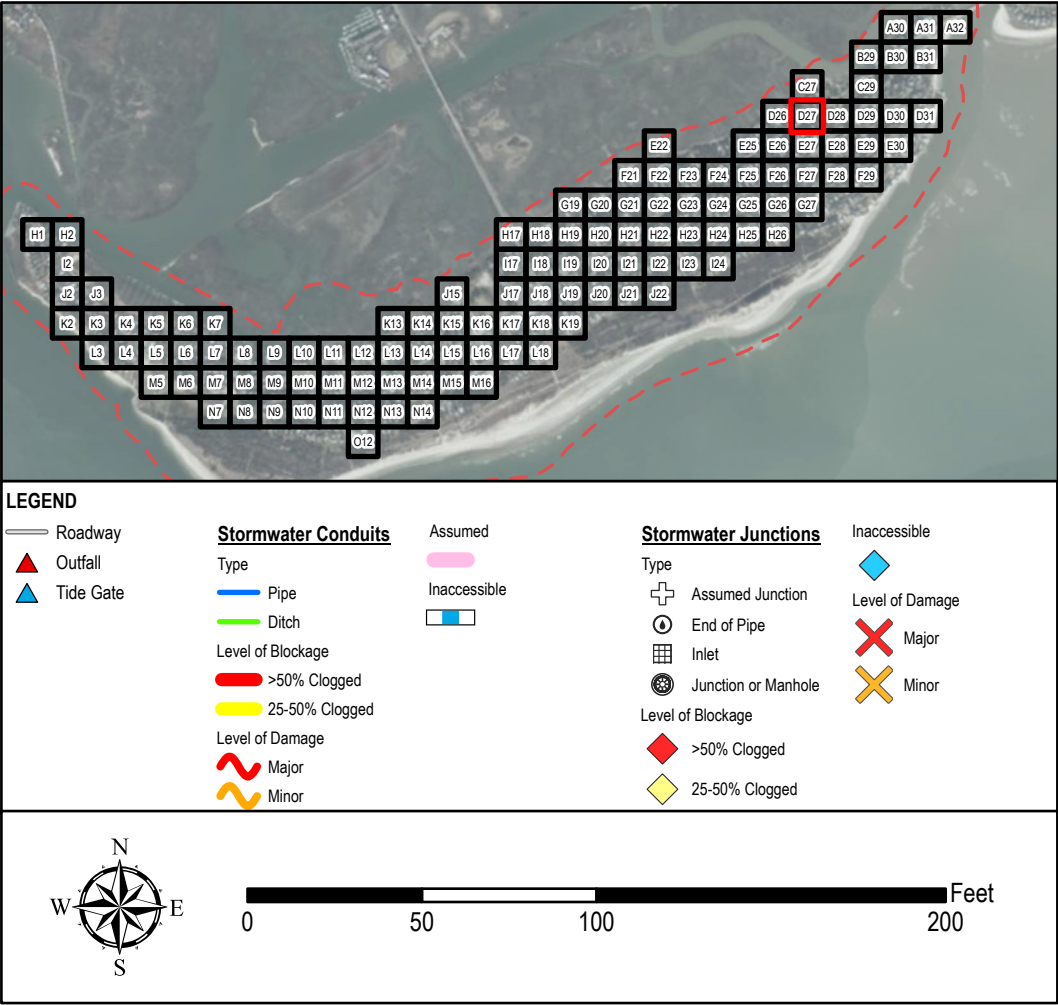 A30 A31 A32
B29 B30 B31
C27 C29
D26 D27 D28 D29 D30 D31
E22 E25 E26 E27 E28 E29 E30
F21 F22 F23 F24 F25 F26 F27 F28 F29
G19 G20 G21 G22 G23 G24 G25 G26 G27
H1 H2 H17 H18 H19 H20 H21 H22 H23 H24 H25 H26
I2 I17 I18 I19 I20 I21 I22 I23 I24
J2 J3 J15 J17 J18 J19 J20 J21 J22
K2 K3 K4 K5 K6 K7 K13 K14 K15 K16 K17 K18 K19
L3 L4 L5 L6 L7 L8 L9 L10 L11 L12 L13 L14 L15 L16 L17 L18
M5 M6 M7 M8 M9 M10 M11 M12 M13 M14 M15 M16
N7 N8 N9 N10 N11 N12 N13 N14
O12
LEGEND
Roadway
Outfall
Tide Gate
Stormwater Conduits
Type
Pipe
Ditch
Level of Blockage
>50% Clogged
25-50% Clogged
Level of Damage
Major
Minor
Assumed
Inaccessible
Stormwater Junctions
Type
Assumed Junction
End of Pipe
Inlet
Junction or Manhole
Level of Blockage
>50% Clogged
25-50% Clogged
Inaccessible
Level of Damage
Major
Minor
N
W E
S
Feet
0 50 100 200